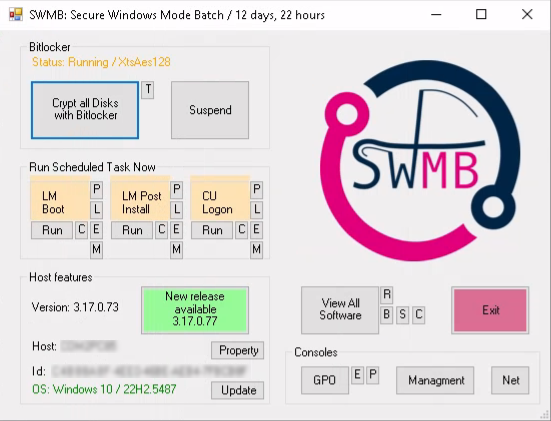 SWMB: Secure Windows Mode Batch / 12 days, 22 hours
Bitlocker
Status: Running / XtsAes128
Crypt all Disks
with Bitlocker
T
Suspend
Run Scheduled Task Now
LM
Boot
P
L
Run
C
E
M
LM Post
Install
P
L
Run
C
E
M
CU
Logon
P
L
Run
C
E
M
Host features
Version: 3.17.0.73
New release
available
3.17.0.77
Host:
Property
Id:
OS: Windows 10 / 22H2.5487
Update
SWMB
View All
Software
R
B
S
C
Exit
Consoles
GPO
E
P
Managment
Net